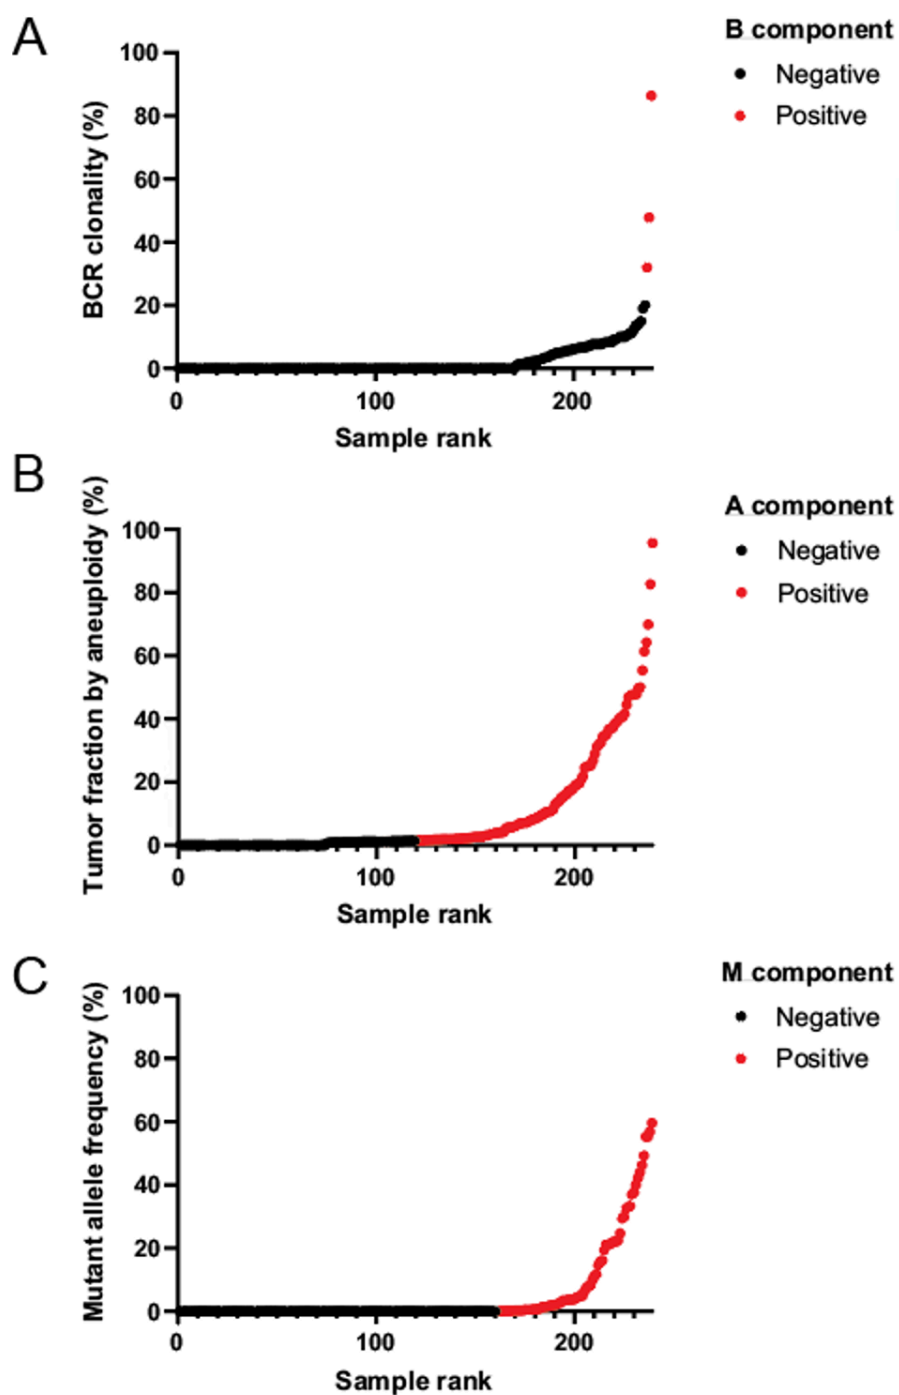 A
B component
Negative
Positive
BCR clonality (%)
100
80
60
40
20
0
0 100 200
Sample rank
B
A component
Negative
Positive
Tumor fraction by aneuploidy (%)
100
80
60
40
20
0
0 100 200
Sample rank
C
M component
Negative
Positive
Mutant allele frequency (%)
100
80
60
40
20
0
0 100 200
Sample rank